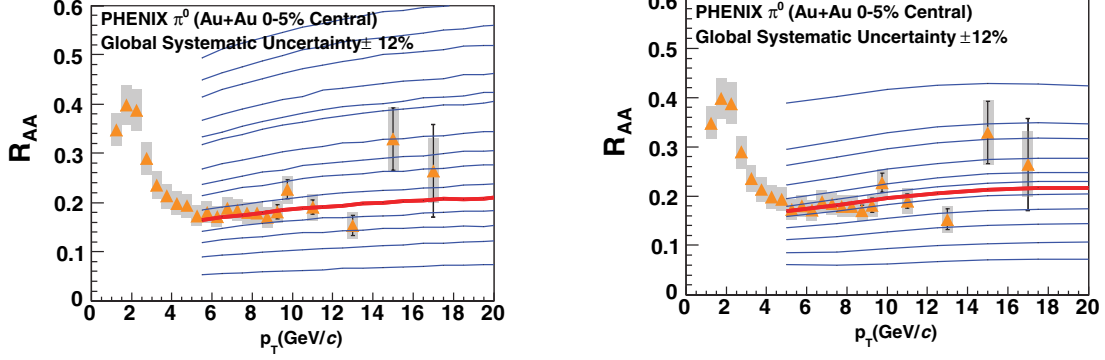 PHENIX π⁰ (Au+Au 0-5% Central)
Global Systematic Uncertainty± 12%
R_AA
0.6
0.5
0.4
0.3
0.2
0.1
0
0 2 4 6 8 10 12 14 16 18 20
p_T(GeV/c)
PHENIX π⁰ (Au+Au 0-5% Central)
Global Systematic Uncertainty ±12%
R_AA
0.6
0.5
0.4
0.3
0.2
0.1
0
0 2 4 6 8 10 12 14 16 18 20
p_T(GeV/c)